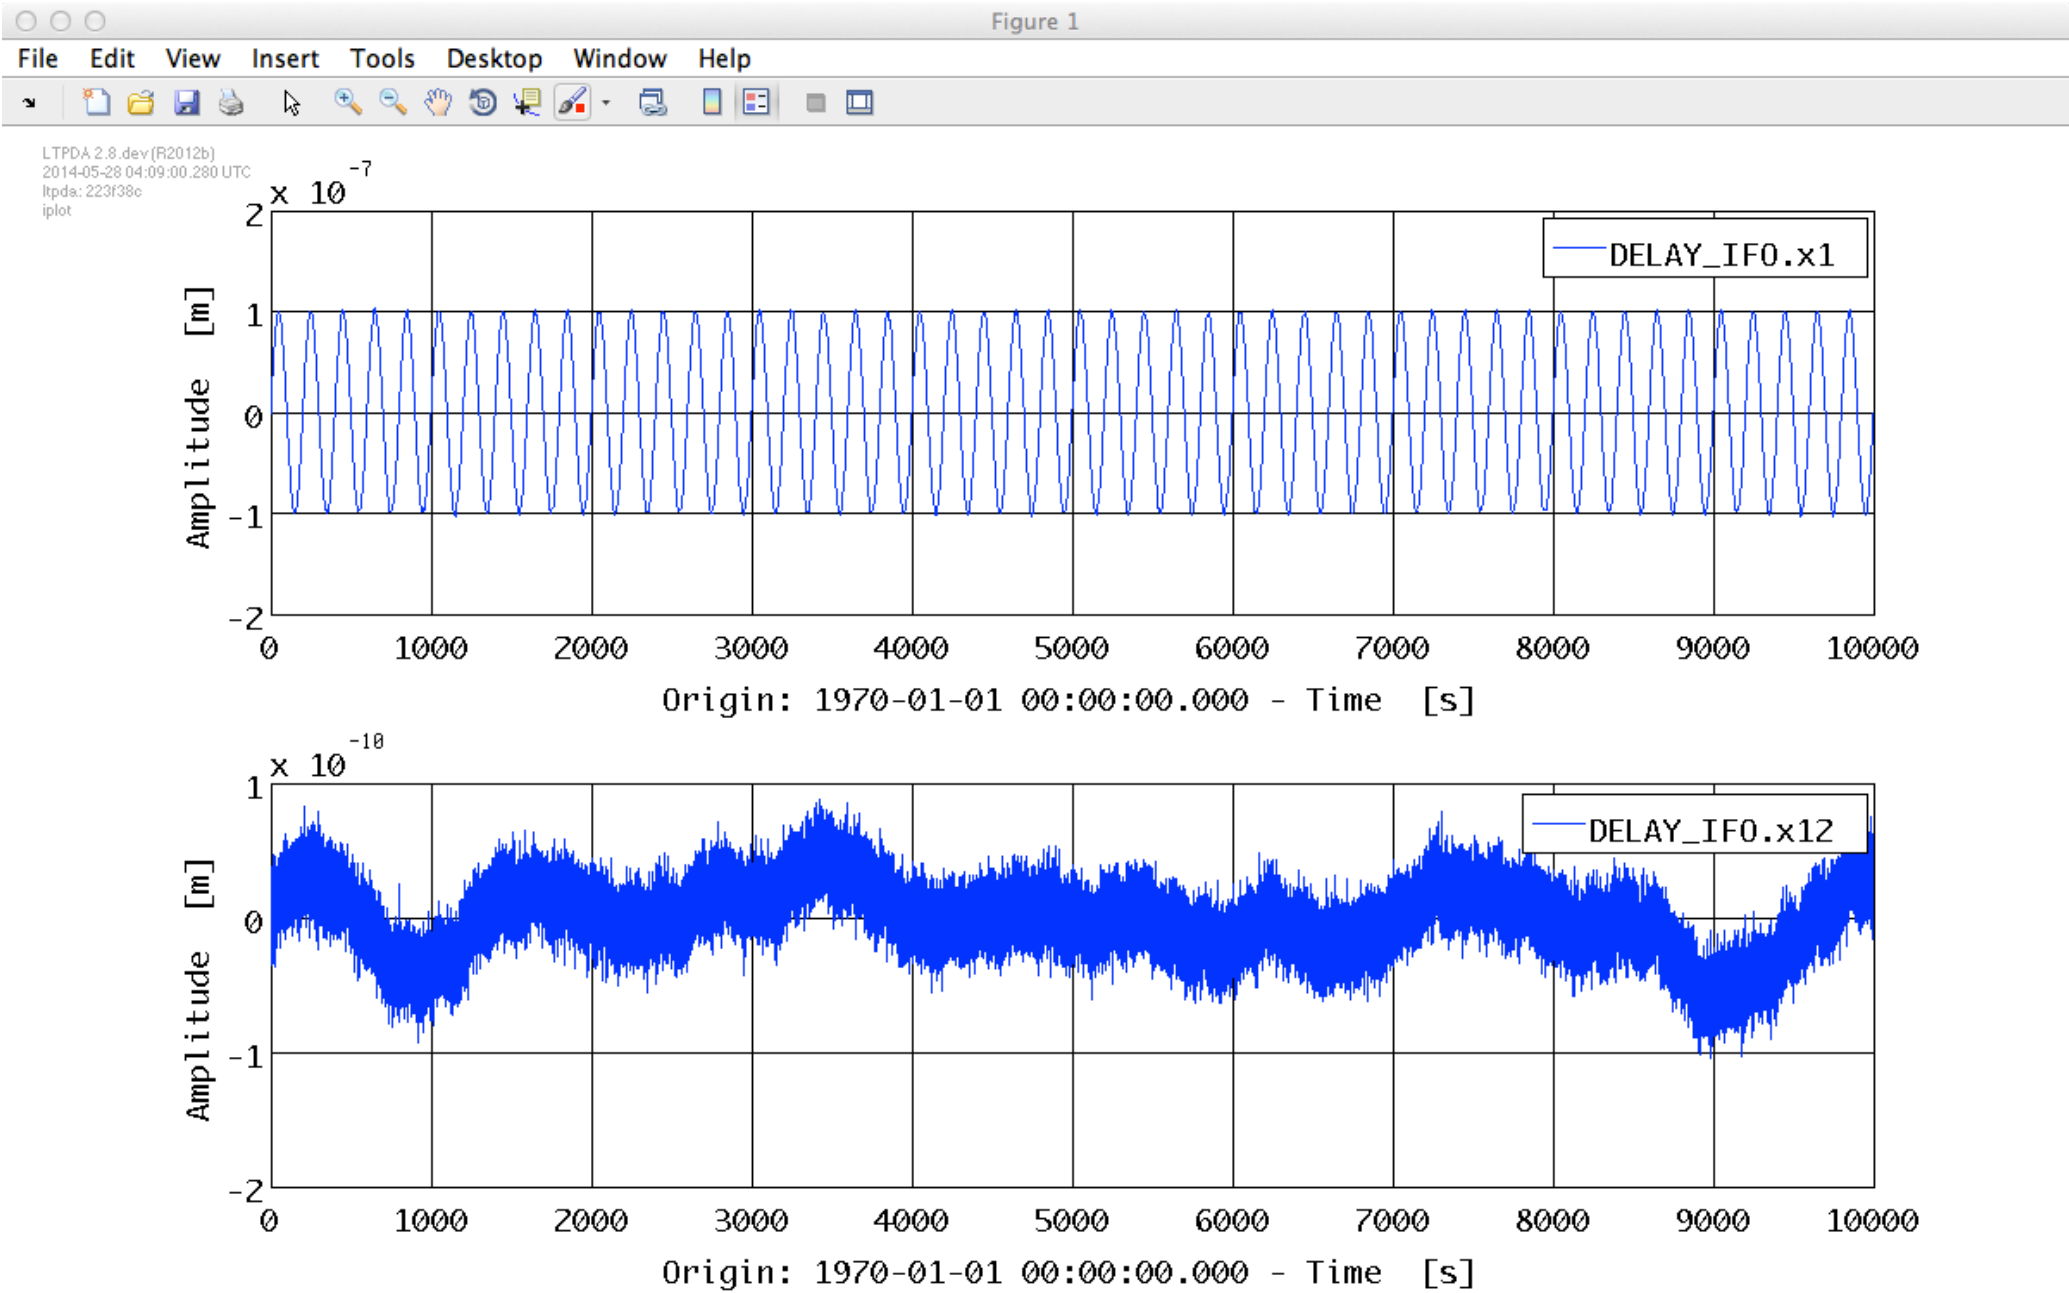 Figure 1
File Edit View Insert Tools Desktop Window Help
LTPDA 2.8.dev (R2012b)
2014-05-28 04:09:00.280 UTC
ltpda: 223f38c
iplot
x 10^-7
2
1
0
-1
-2
Amplitude [m]
DELAY_IFO.x1
0 1000 2000 3000 4000 5000 6000 7000 8000 9000 10000
Origin: 1970-01-01 00:00:00.000 - Time [s]
x 10^-10
1
0
-1
-2
Amplitude [m]
DELAY_IFO.x12
0 1000 2000 3000 4000 5000 6000 7000 8000 9000 10000
Origin: 1970-01-01 00:00:00.000 - Time [s]